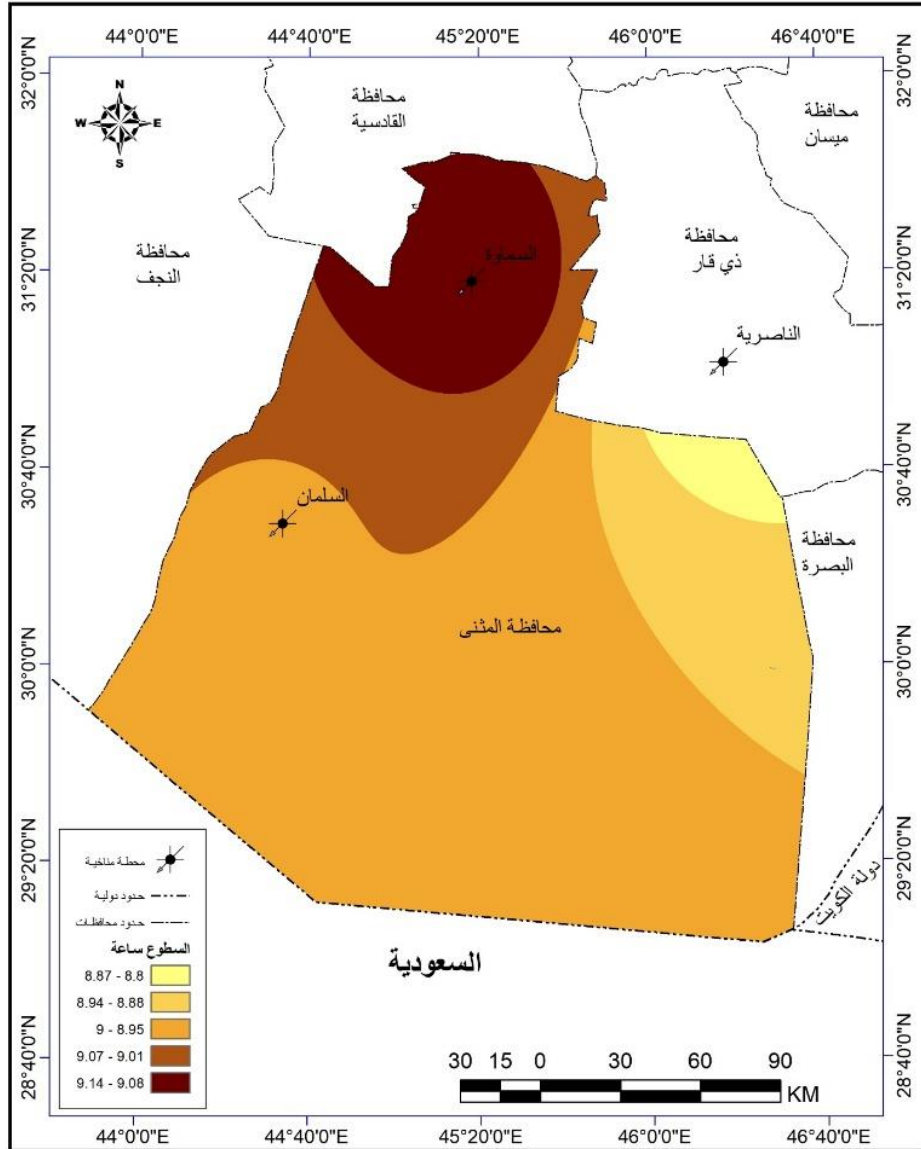 44°0'0"E
44°40'0"E
45°20'0"E
46°0'0"E
46°40'0"E
32°0'0"N
32°0'0"N
N
W
E
S
محافظة
القادسية
محافظة
ميسان
محافظة
النجف
محافظة
ذي قار
31°20'0"N
31°20'0"N
السماوة
الناصرية
30°40'0"N
30°40'0"N
السلمان
محافظة
البصرة
محافظة المثنى
30°0'0"N
30°0'0"N
29°20'0"N
29°20'0"N
دولة الكويت
محطة مناخية
حدود دولية
حدود محافظات
السطوع ساعة
8.87 - 8.8
8.94 - 8.88
9 - 8.95
9.07 - 9.01
9.14 - 9.08
السعودية
28°40'0"N
28°40'0"N
30 15 0 30 60 90
KM
44°0'0"E
44°40'0"E
45°20'0"E
46°0'0"E
46°40'0"E